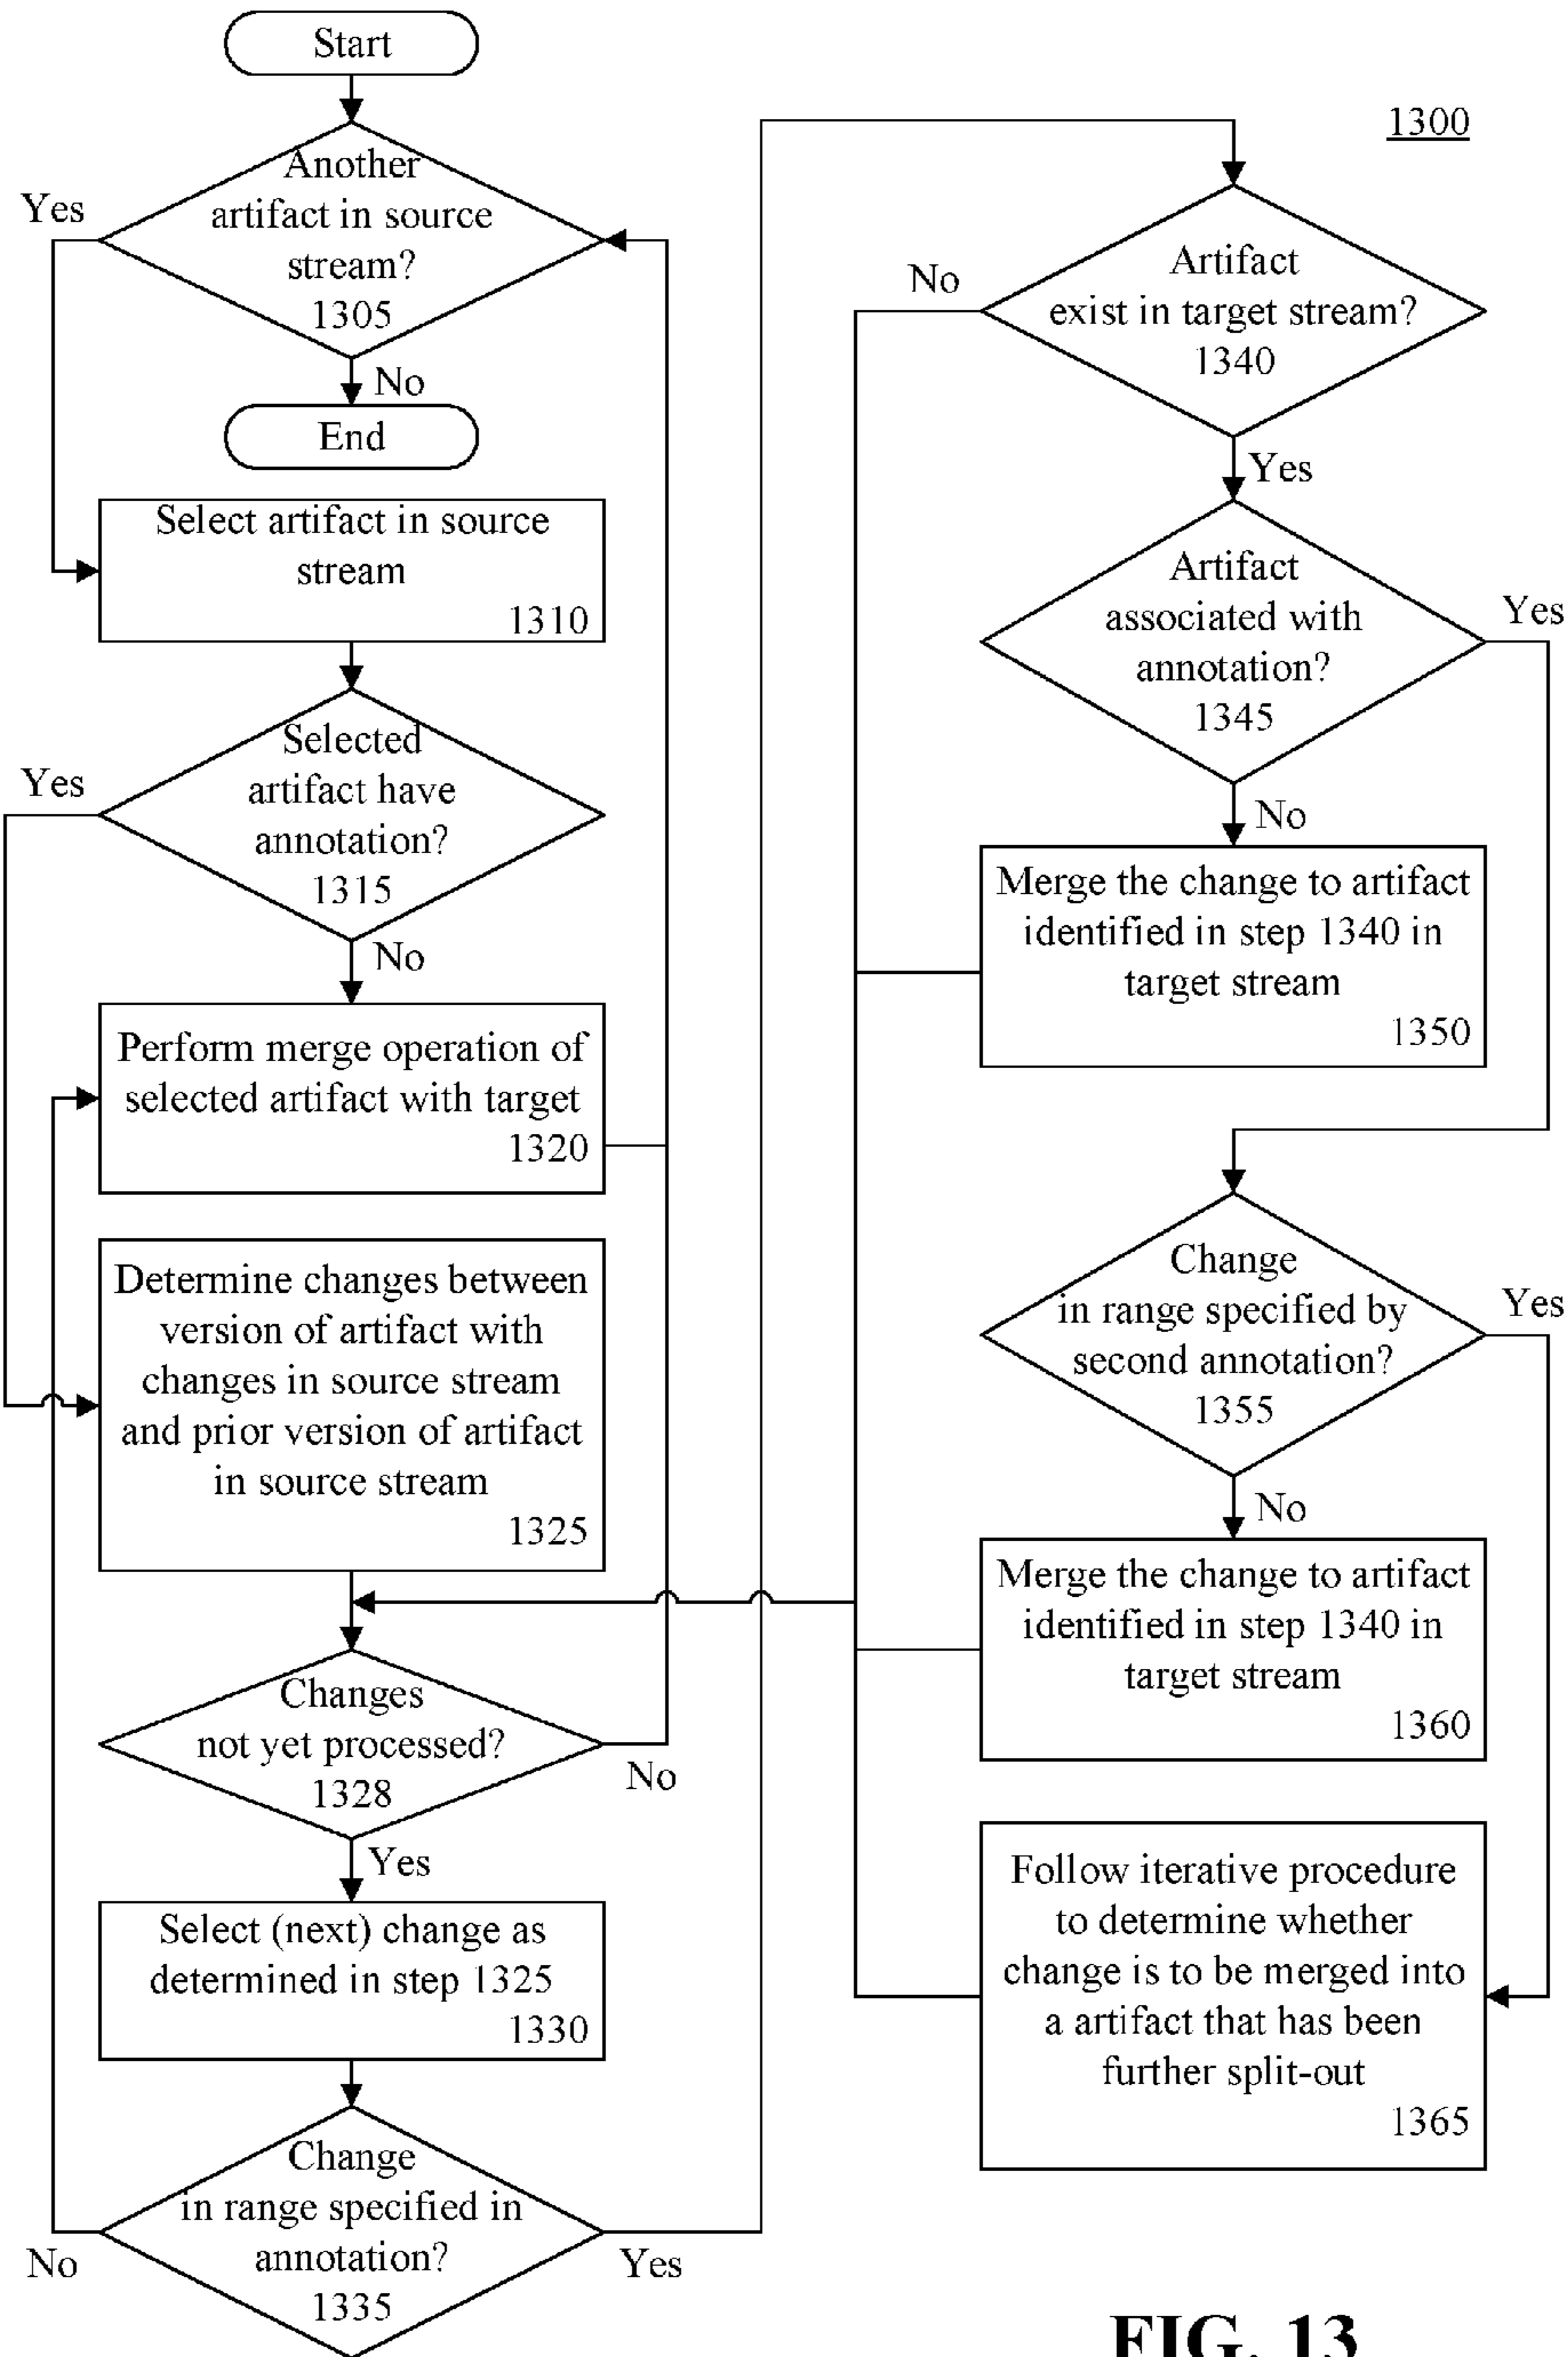 Start
1300
Another
artifact in source
stream?
1305
Yes
No
End
Select artifact in source
stream
1310
Selected
artifact have
annotation?
1315
Yes
No
Perform merge operation of
selected artifact with target
1320
Determine changes between
version of artifact with
changes in source stream
and prior version of artifact
in source stream
1325
Changes
not yet processed?
1328
No
Yes
Select (next) change as
determined in step 1325
1330
Change
in range specified in
annotation?
1335
No
Yes
Artifact
exist in target stream?
1340
No
Yes
Artifact
associated with
annotation?
1345
Yes
No
Merge the change to artifact
identified in step 1340 in
target stream
1350
Change
in range specified by
second annotation?
1355
Yes
No
Merge the change to artifact
identified in step 1340 in
target stream
1360
Follow iterative procedure
to determine whether
change is to be merged into
a artifact that has been
further split-out
1365
FIG. 13